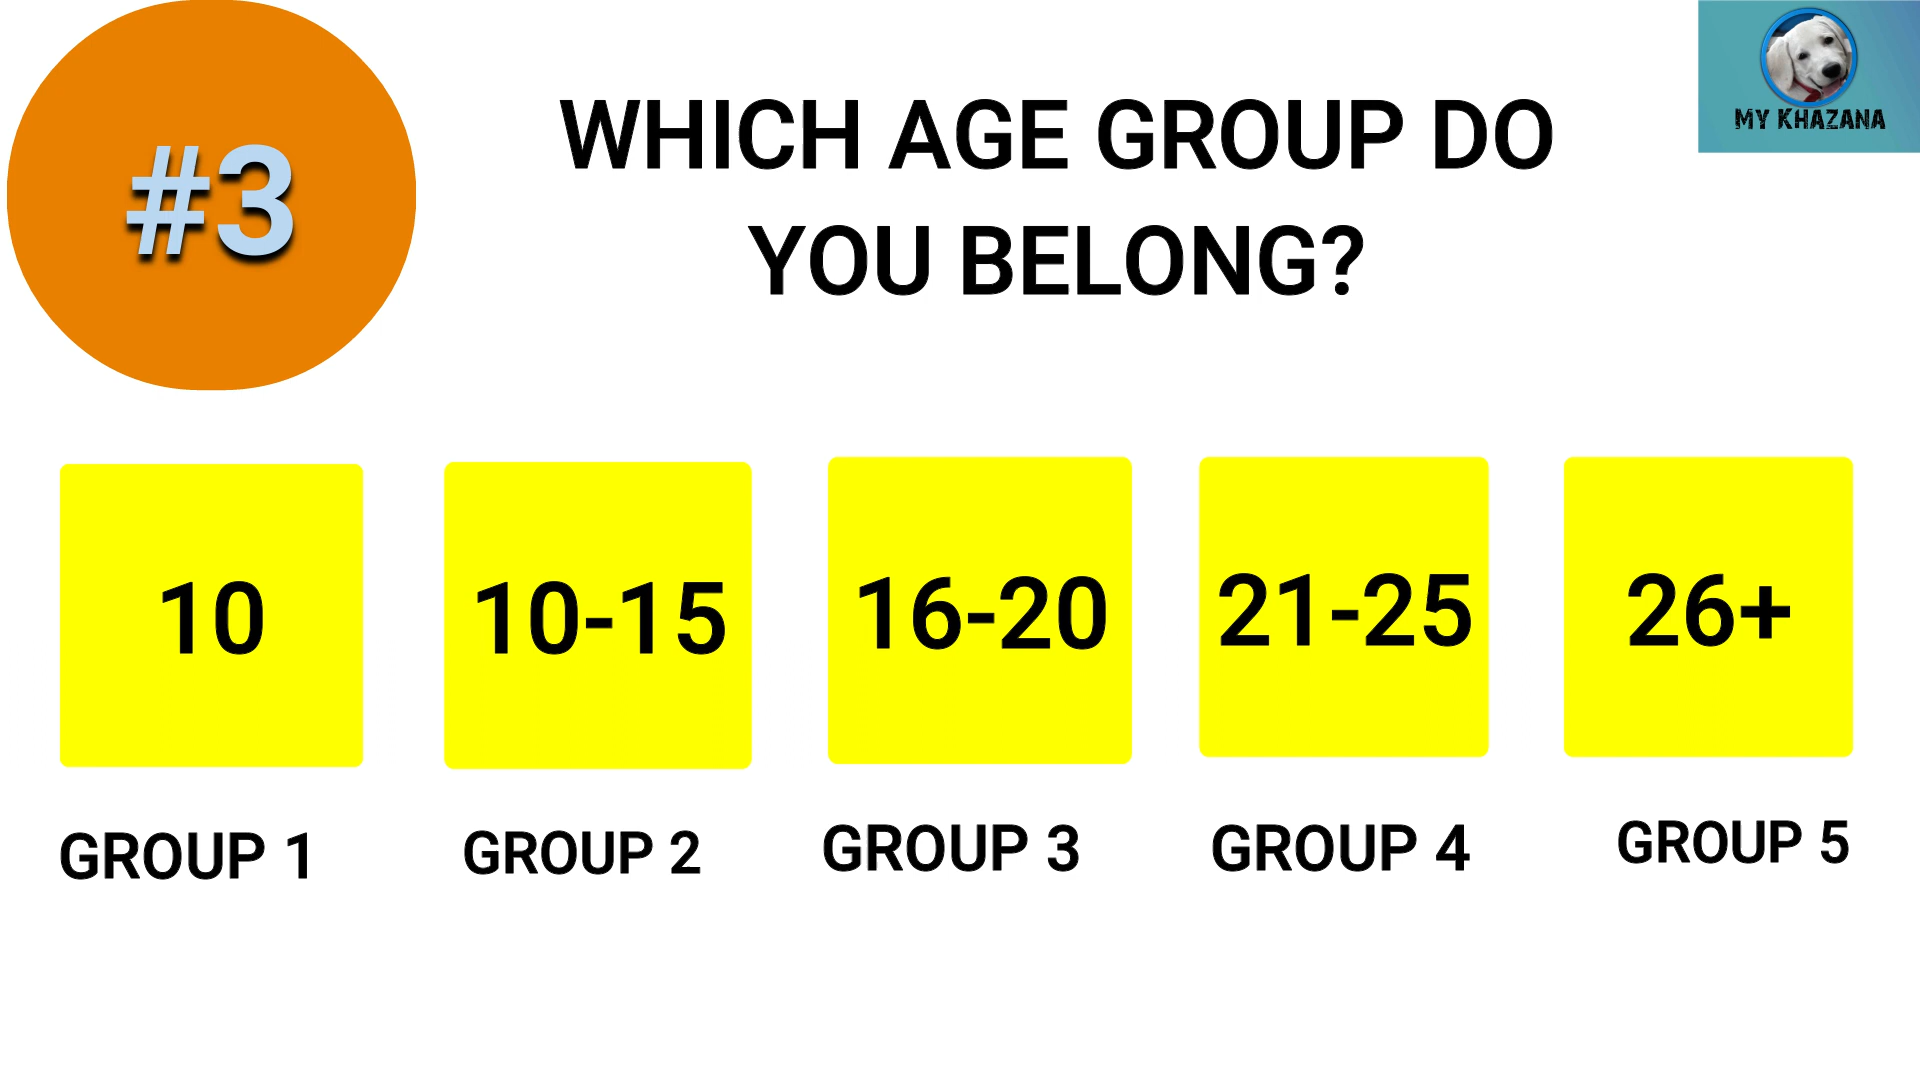 #3
WHICH AGE GROUP DO
YOU BELONG?
MY KHAZANA
10
10-15
16-20
21-25
26+
GROUP 1
GROUP 2
GROUP 3
GROUP 4
GROUP 5